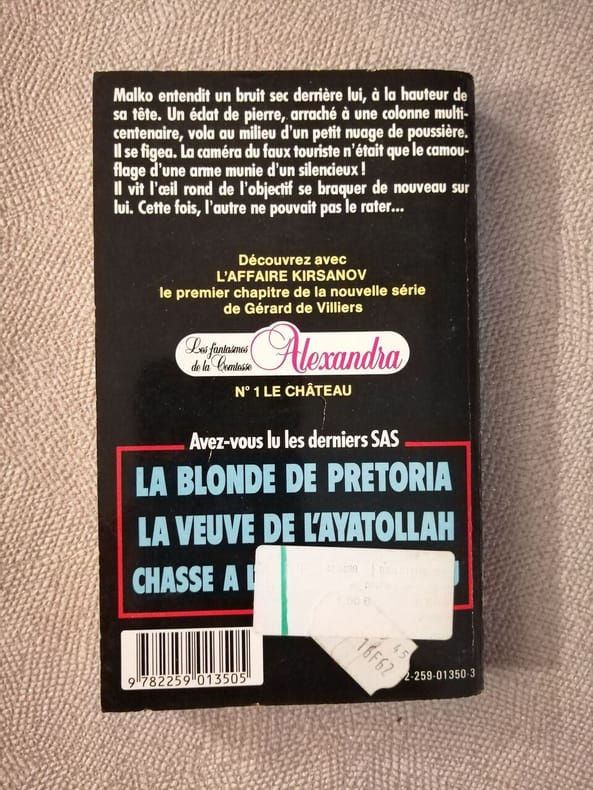 Malko entendit un bruit sec derrière lui, à la hauteur de
sa tête. Un éclat de pierre, arraché à une colonne multi-
centenaire, vola au milieu d'un petit nuage de poussière.
Il se figea. La caméra du faux touriste n'était que le camou-
flage d'une arme munie d'un silencieux !
Il vit l'œil rond de l'objectif se braquer de nouveau sur
lui. Cette fois, l'autre ne pouvait pas le rater...
Découvrez avec
L'AFFAIRE KIRSANOV
le premier chapitre de la nouvelle série
de Gérard de Villiers
Les fantasmes
de la Comtesse
Alexandra
N° 1 LE CHÂTEAU
Avez-vous lu les derniers SAS
LA BLONDE DE PRETORIA
LA VEUVE DE L'AYATOLLAH
CHASSE A
45
16F62
9 782259 013505
2-259-01350-3